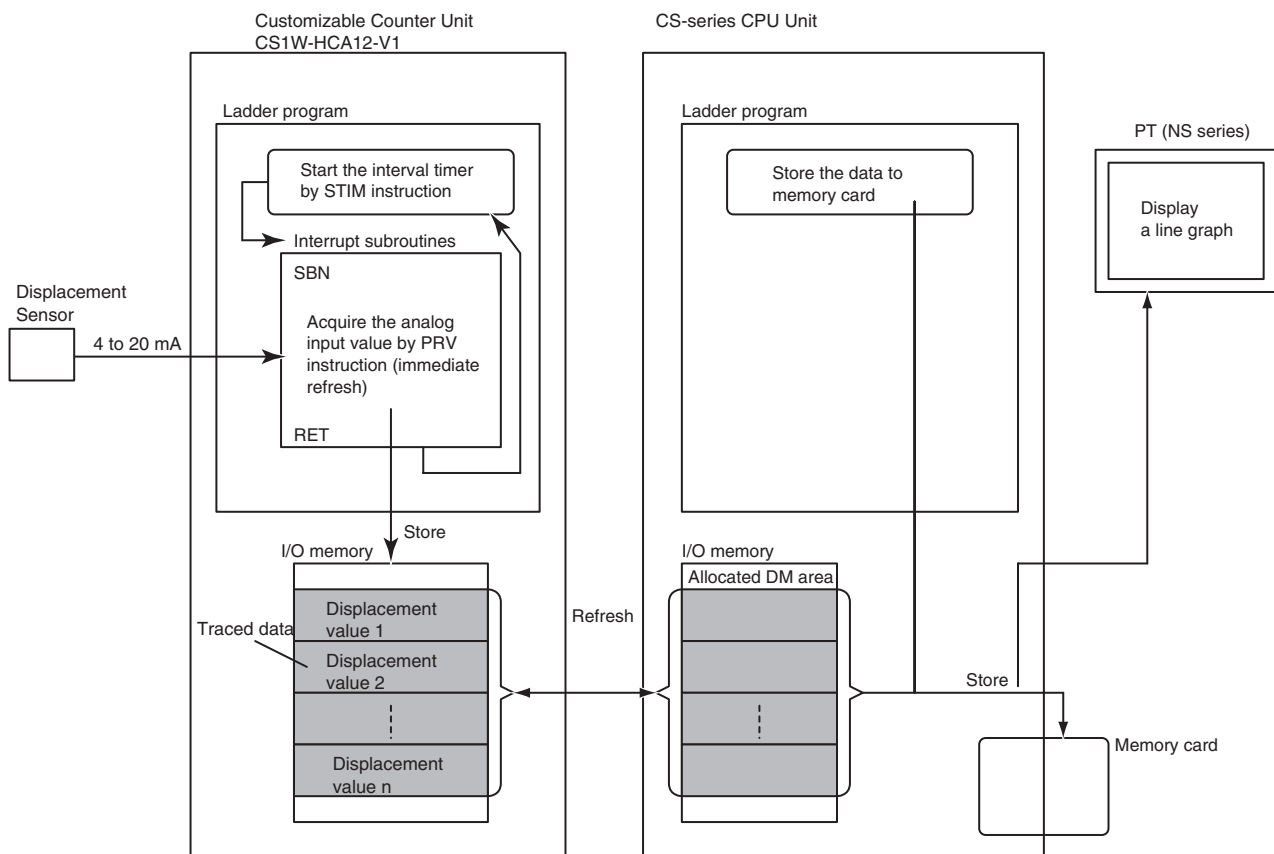 Customizable Counter Unit
CS1W-HCA12-V1
CS-series CPU Unit
Ladder program
Ladder program
PT (NS series)
Start the interval timer
by STIM instruction
Store the data to
memory card
Display
a line graph
Interrupt subroutines
SBN
Displacement
Sensor
4 to 20 mA
Acquire the analog
input value by PRV
instruction (immediate
refresh)
RET
Store
I/O memory
I/O memory
Allocated DM area
Displacement
value 1
Refresh
Traced data
Displacement
value 2
Store
Displacement
value n
Memory card